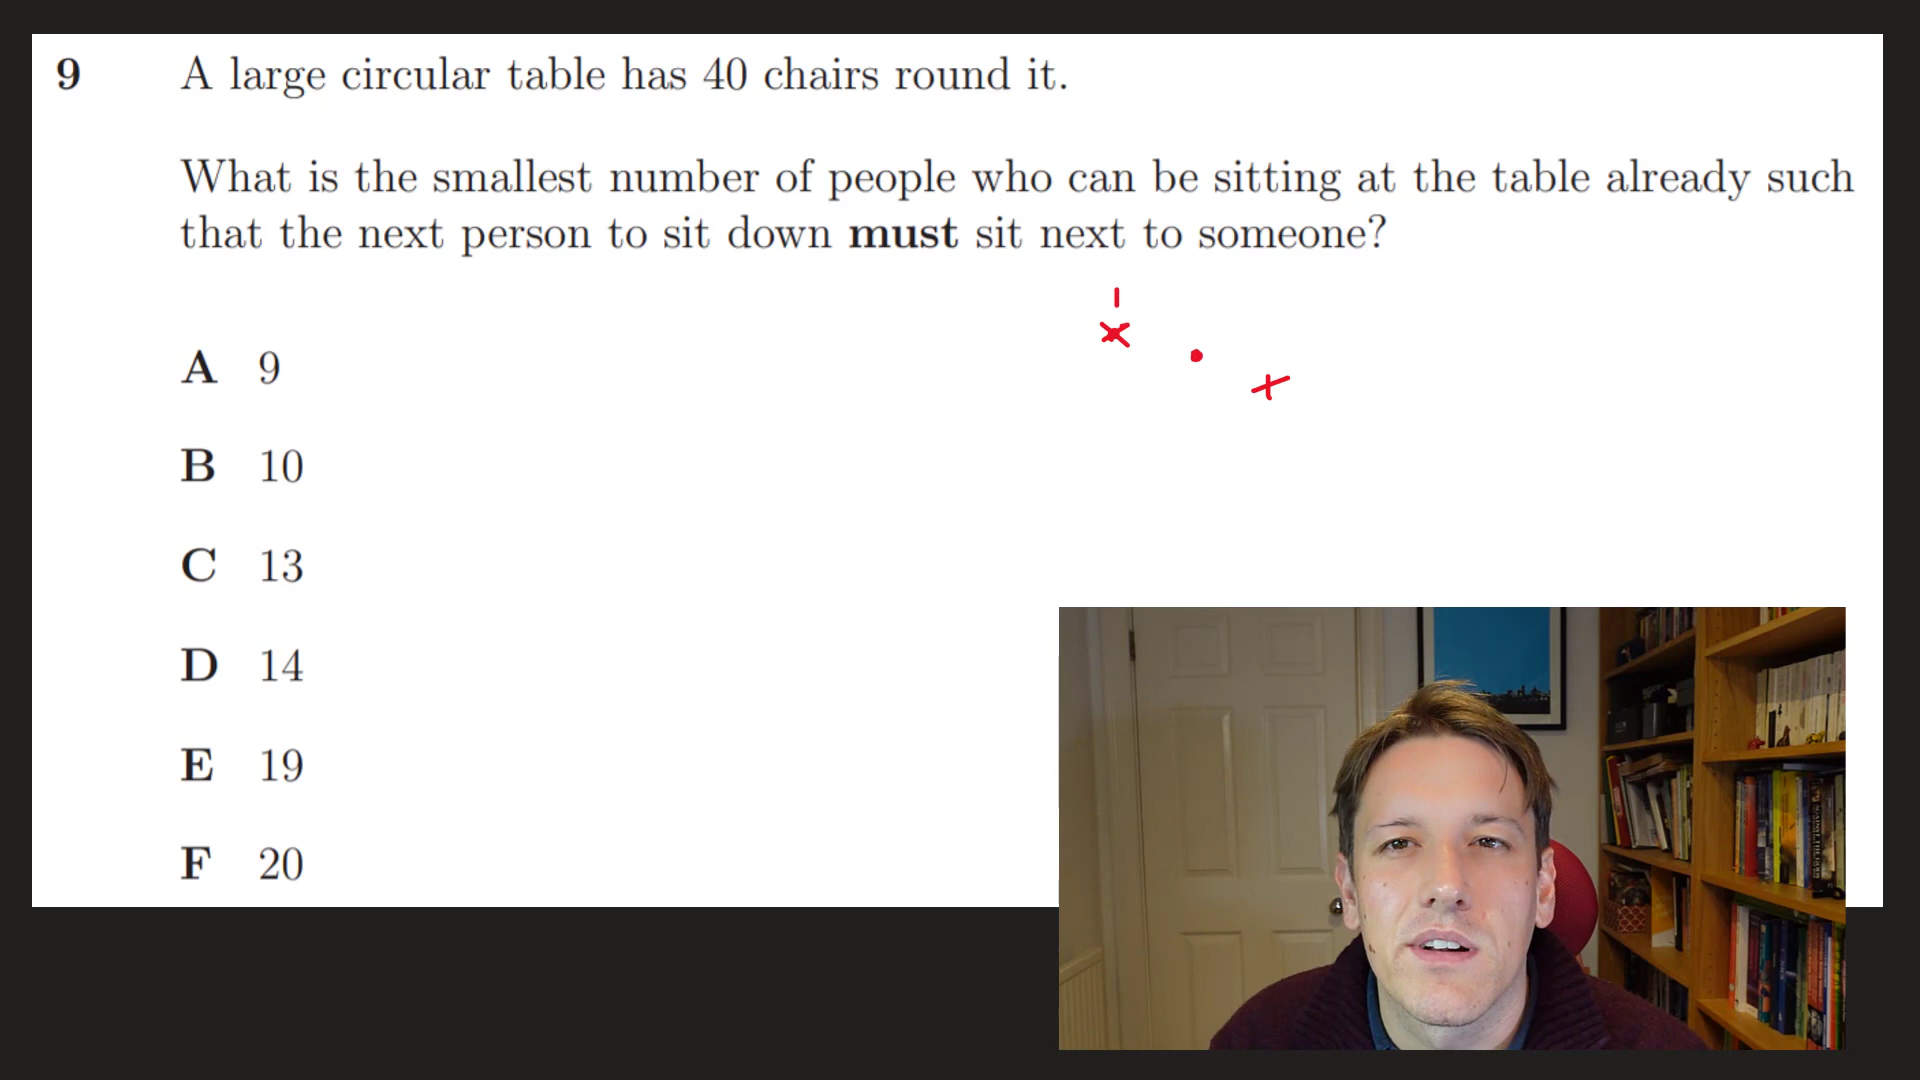 9 A large circular table has 40 chairs round it.
What is the smallest number of people who can be sitting at the table already such
that the next person to sit down must sit next to someone?
1
A 9
B 10
C 13
D 14
E 19
F 20